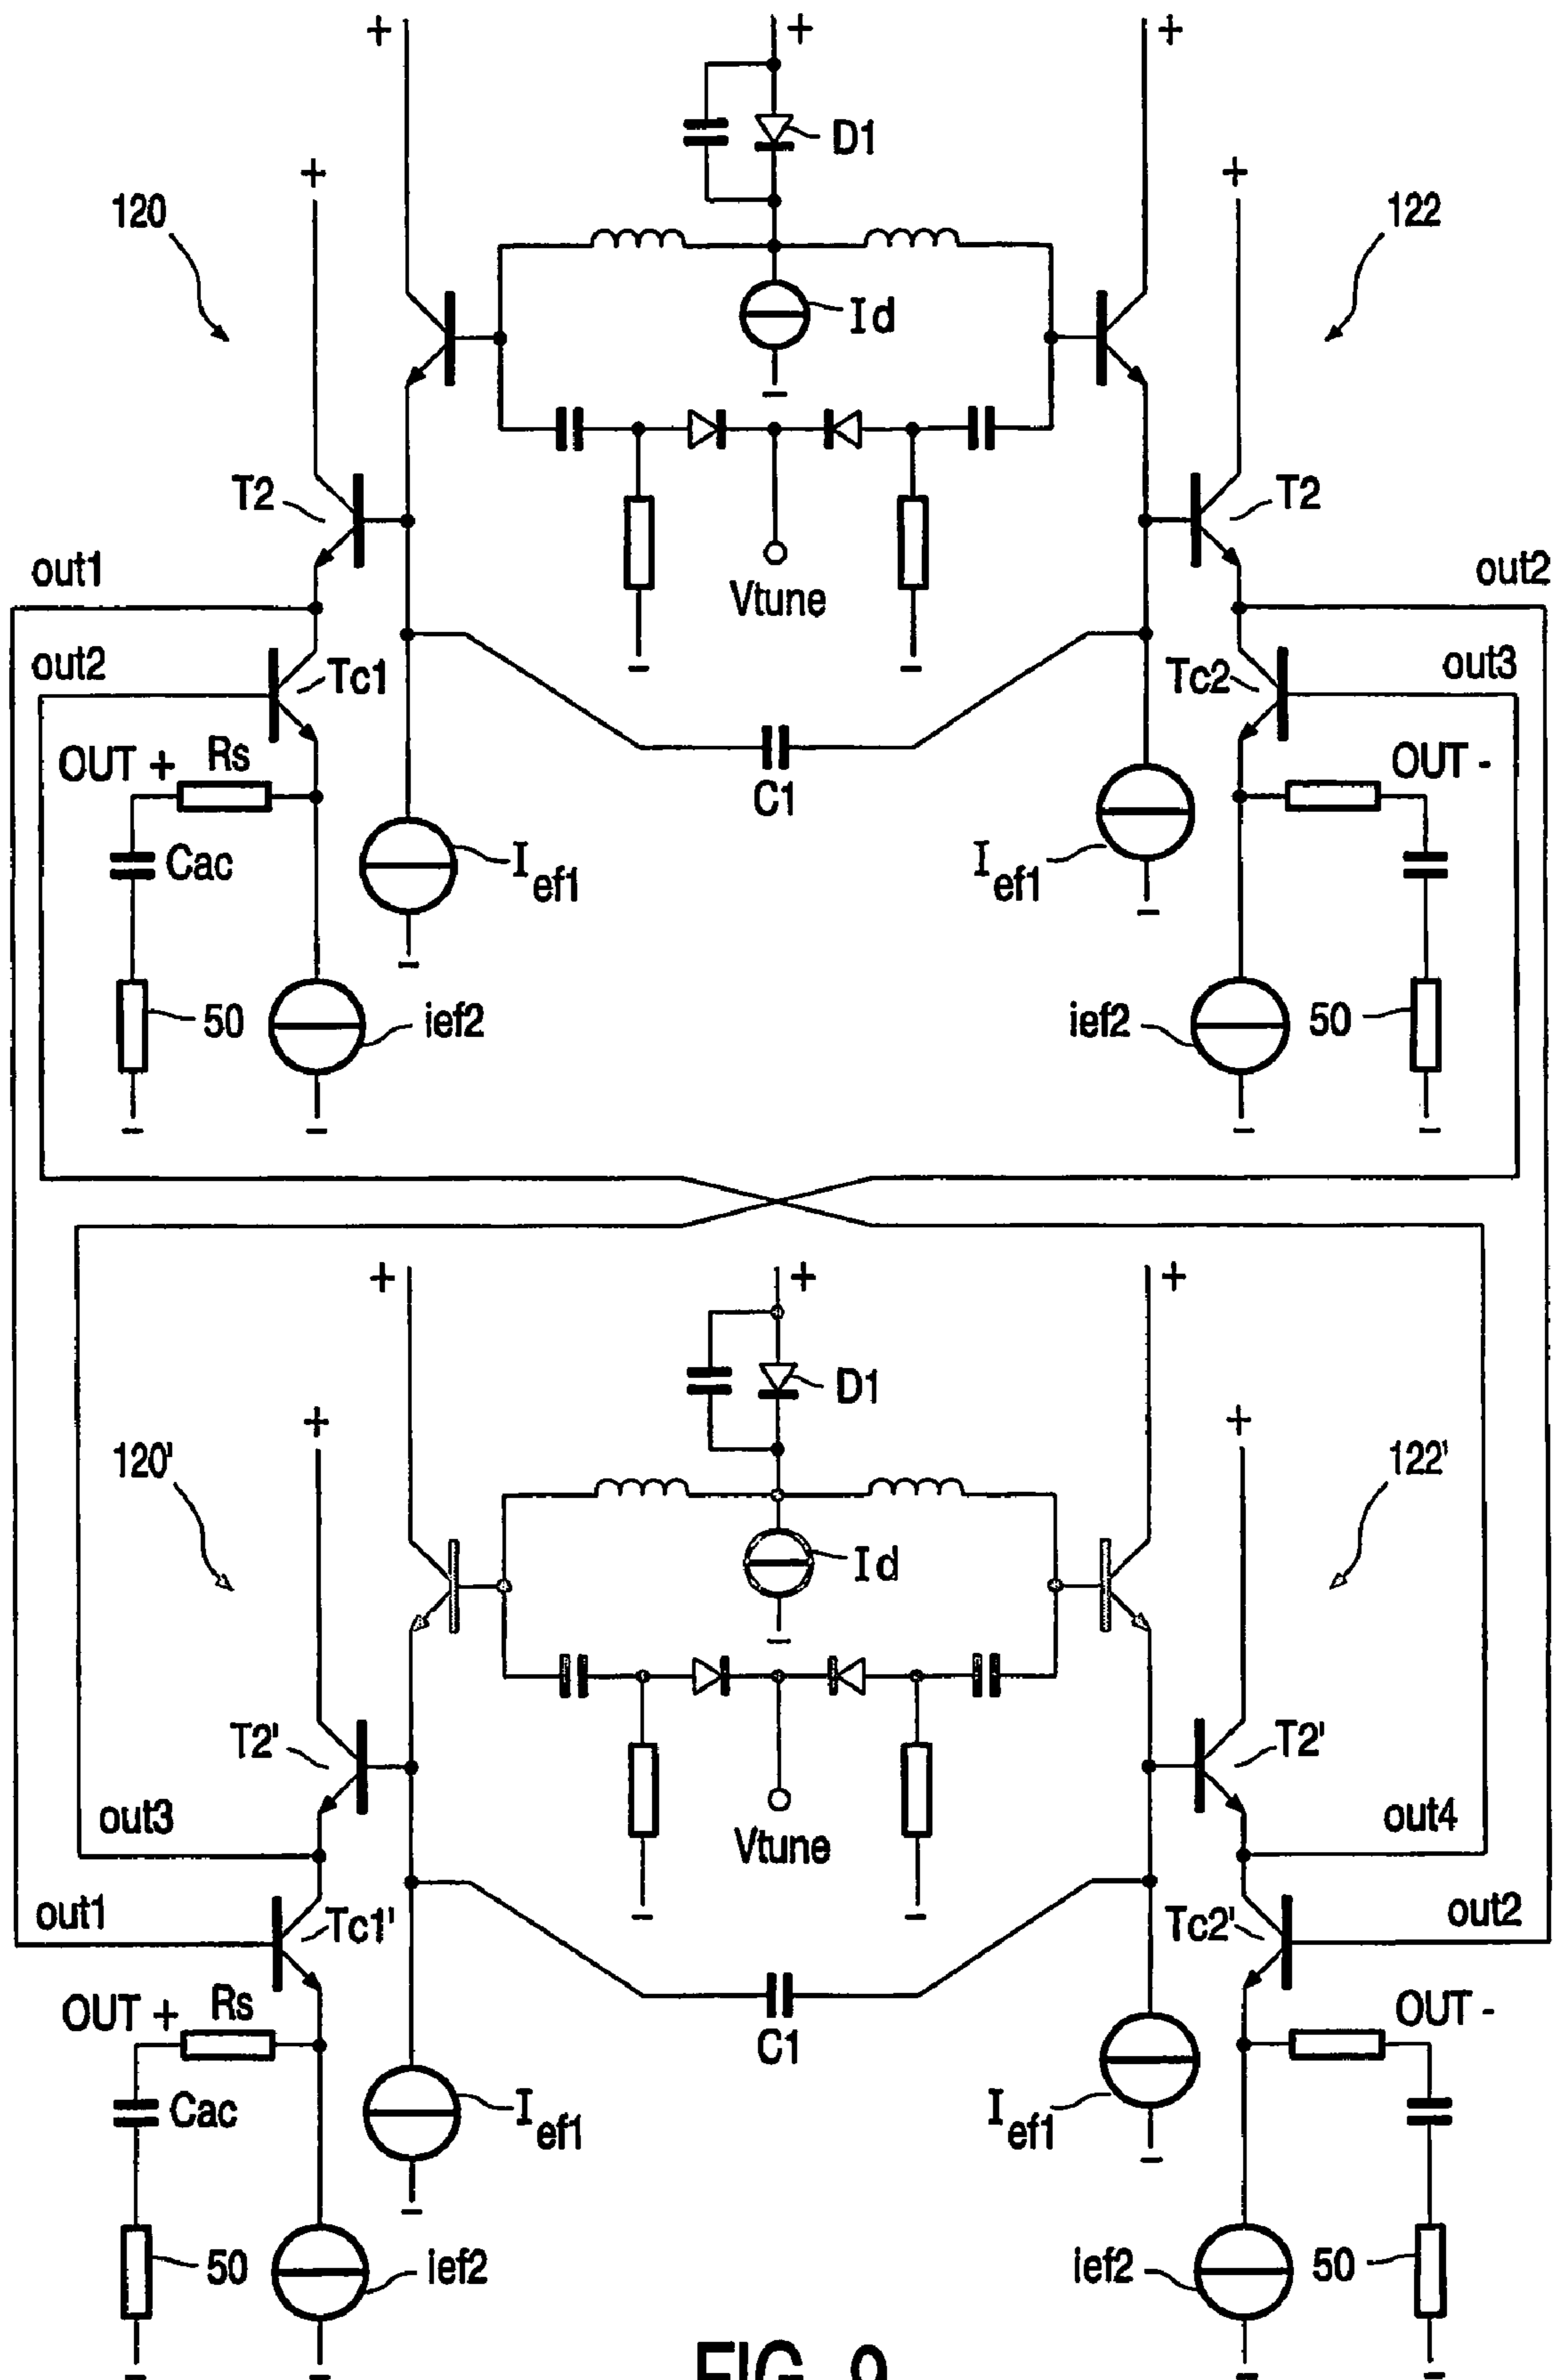 + + +
D1
+ +
120 122
Id
T2 T2
out1 out2
Vtune
out2 Tc1 Tc2 out3
OUT + Rs OUT -
C1
Cac Ief1 Ief1
50 ief2 ief2 50
+ + +
D1
+ +
120' 122'
Id
T2' T2'
out3 out4
Vtune
out1 Tc1' Tc2' out2
OUT + Rs OUT -
C1
Cac Ief1 Ief1
50 ief2 ief2 50
FIG. 9